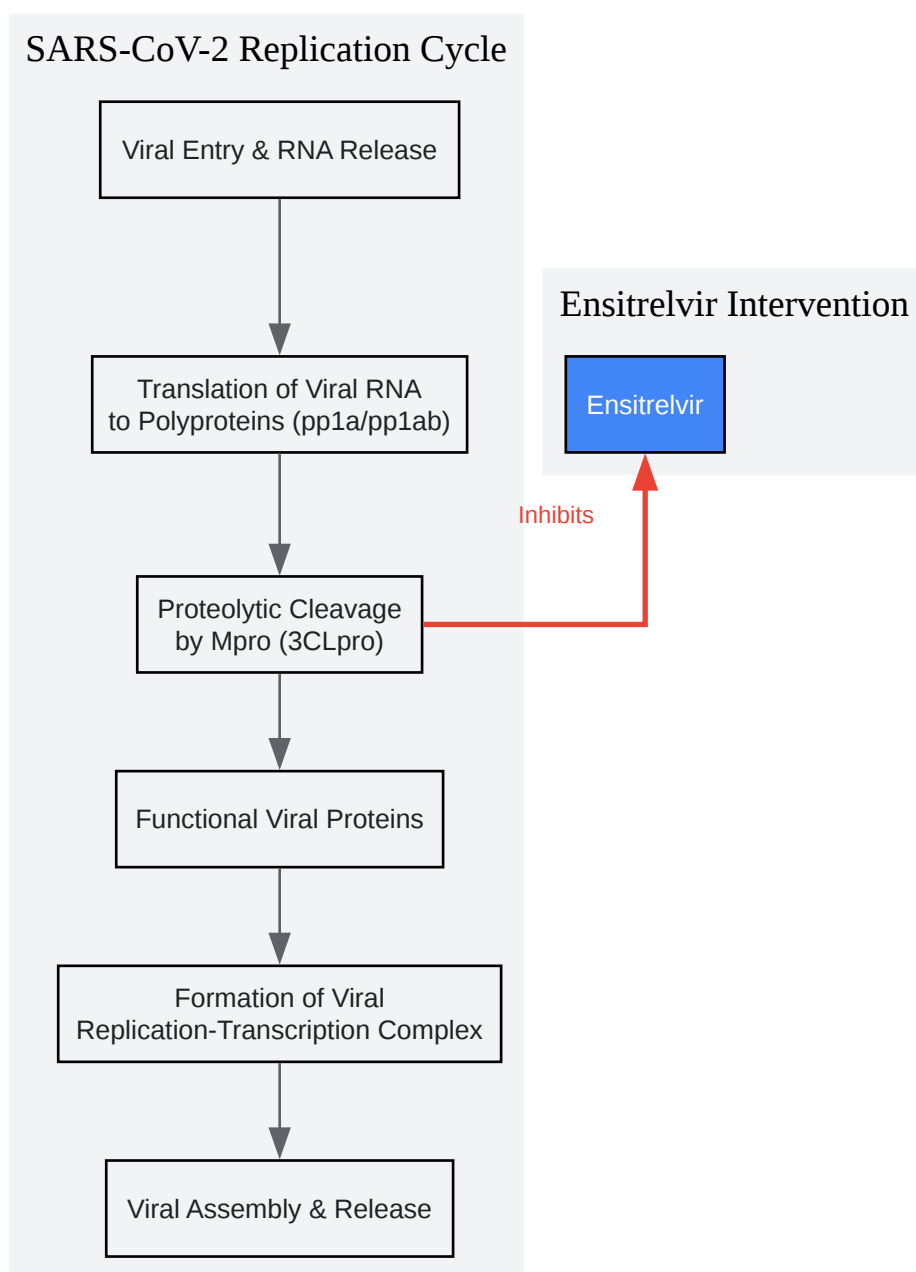 SARS-CoV-2 Replication Cycle
Viral Entry & RNA Release
Ensitrelvir Intervention
Translation of Viral RNA
to Polyproteins (pp1a/pp1ab)
Ensitrelvir
Inhibits
Proteolytic Cleavage
by Mpro (3CLpro)
Functional Viral Proteins
Formation of Viral
Replication-Transcription Complex
Viral Assembly & Release